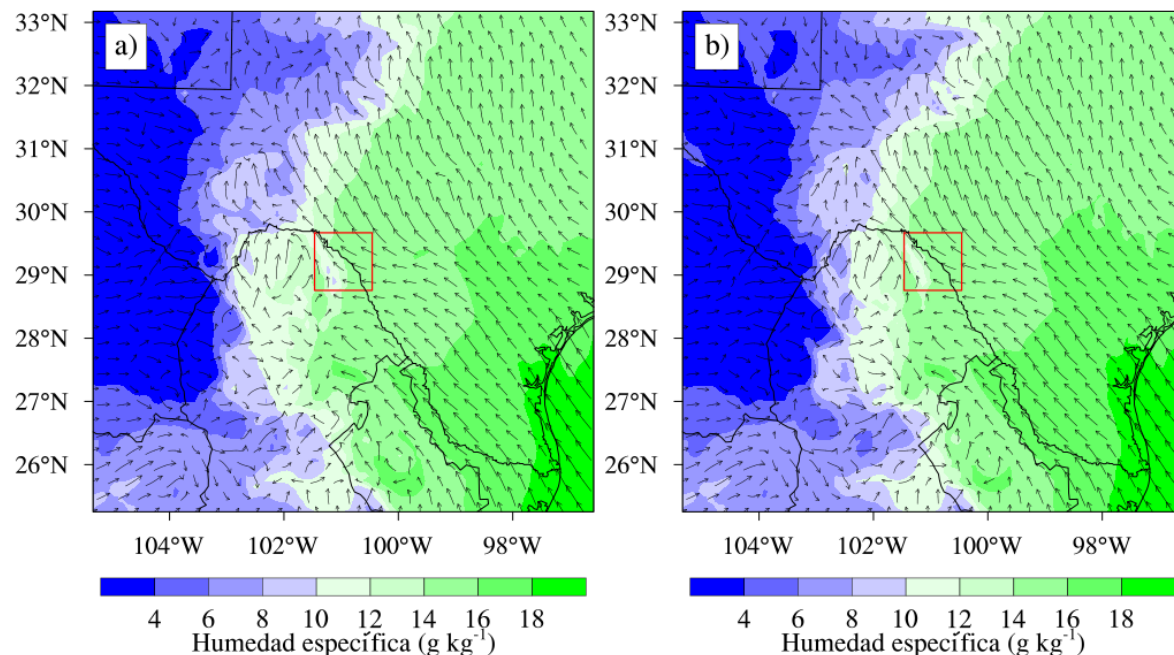 a)
33°N
32°N
31°N
30°N
29°N
28°N
27°N
26°N
104°W 102°W 100°W 98°W
4 6 8 10 12 14 16 18
Humedad específica (g kg⁻¹)
b)
33°N
32°N
31°N
30°N
29°N
28°N
27°N
26°N
104°W 102°W 100°W 98°W
4 6 8 10 12 14 16 18
Humedad específica (g kg⁻¹)